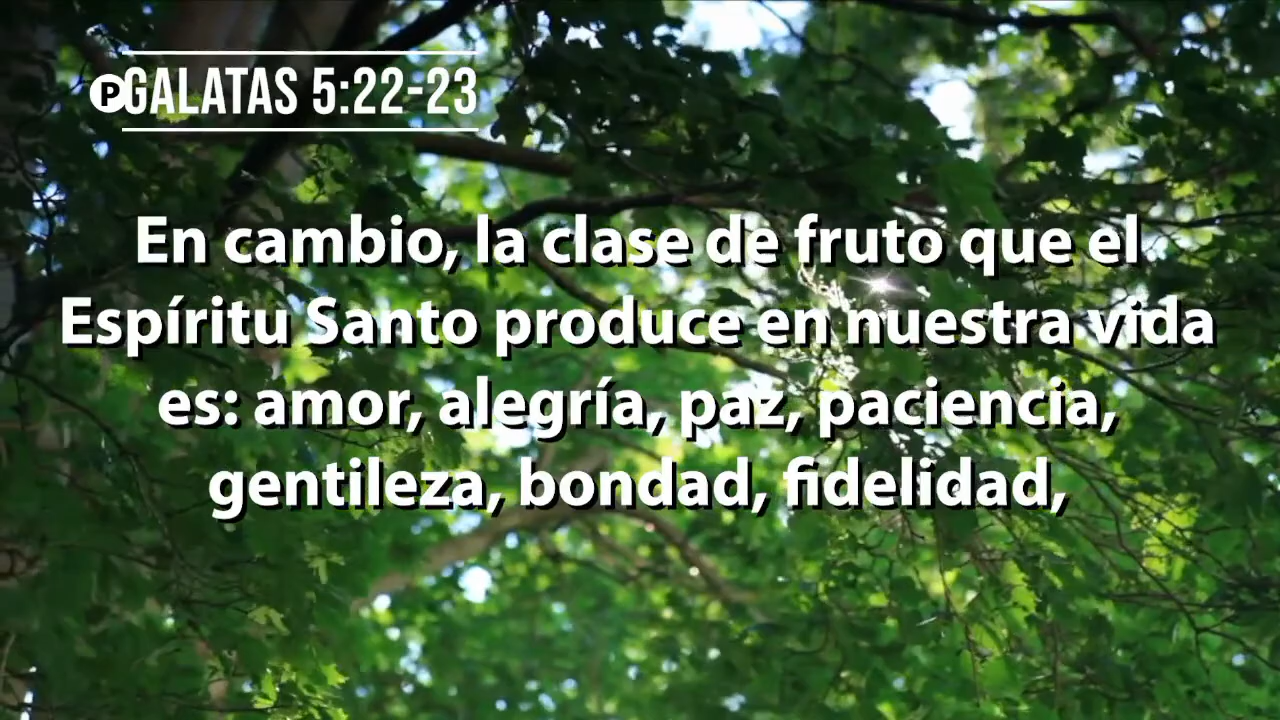 P GALATAS 5:22-23
En cambio, la clase de fruto que el
Espíritu Santo produce en nuestra vida
es: amor, alegría, paz, paciencia,
gentileza, bondad, fidelidad,